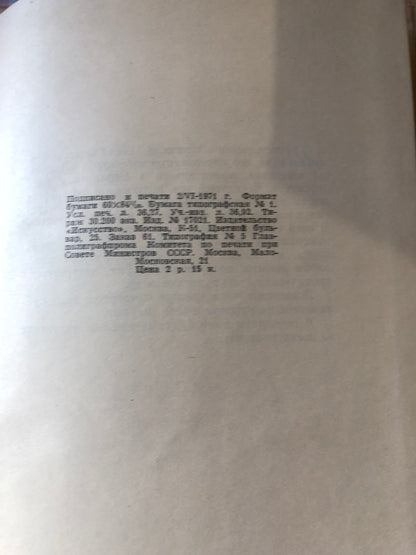 Подписано к печати 2/VI-1971 г. Формат
бумаги 60×84¹/₁₆. Бумага типографская № 1.
Усл. печ. л. 36,27. Уч.-изд. л. 36,92. Ти-
раж 30.200 экз. Изд. № 17021. Издательство
«Искусство», Москва, К-51, Цветной буль-
вар, 25. Заказ 61. Типография № 5 Глав-
полиграфпрома Комитета по печати при
Совете Министров СССР. Москва, Мало-
Московская, 21
Цена 2 р. 15 к.